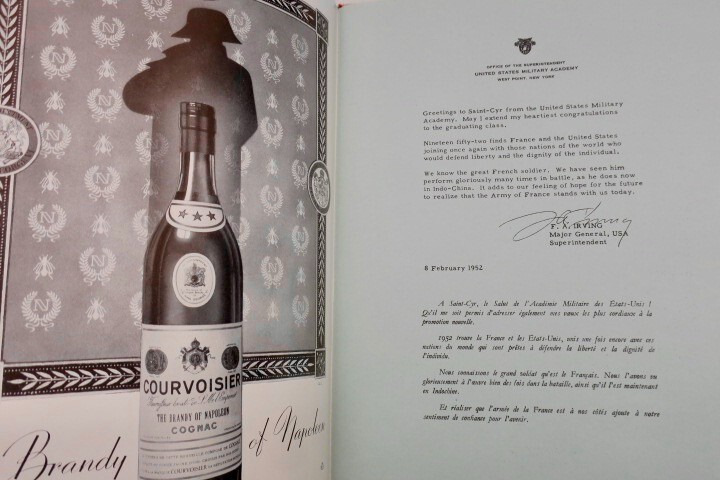 N
COURVOISIER
THE BRANDY OF NAPOLEON
COGNAC
Brandy of Napoleon
OFFICE OF THE SUPERINTENDENT
UNITED STATES MILITARY ACADEMY
WEST POINT, NEW YORK
Greetings to Saint-Cyr from the United States Military
Academy. May I extend my heartiest congratulations
to the graduating class.
Nineteen fifty-two finds France and the United States
joining once again with those nations of the world who
would defend liberty and the dignity of the individual.
We know the great French soldier. We have seen him
perform gloriously many times in battle, as he does now
in Indo-China. It adds to our feeling of hope for the future
to realize that the Army of France stands with us today.
F. A. IRVING
Major General, USA
Superintendent
8 February 1952
A Saint-Cyr, le Salut de l'Académie Militaire des Etats-Unis !
Qu'il me soit permis d'adresser également mes vœux les plus cordiaux à la
promotion nouvelle.
1952 trouve la France et les États-Unis, unis une fois encore avec ces
nations du monde qui sont prêtes à défendre la liberté et la dignité de
l'individu.
Nous connaissons le grand soldat qu'est le Français. Nous l'avons vu
glorieusement à l'œuvre bien des fois dans la bataille, ainsi qu'il l'est maintenant
en Indochine.
Et réaliser que l'armée de la France est à nos côtés ajoute à notre
sentiment de confiance pour l'avenir.